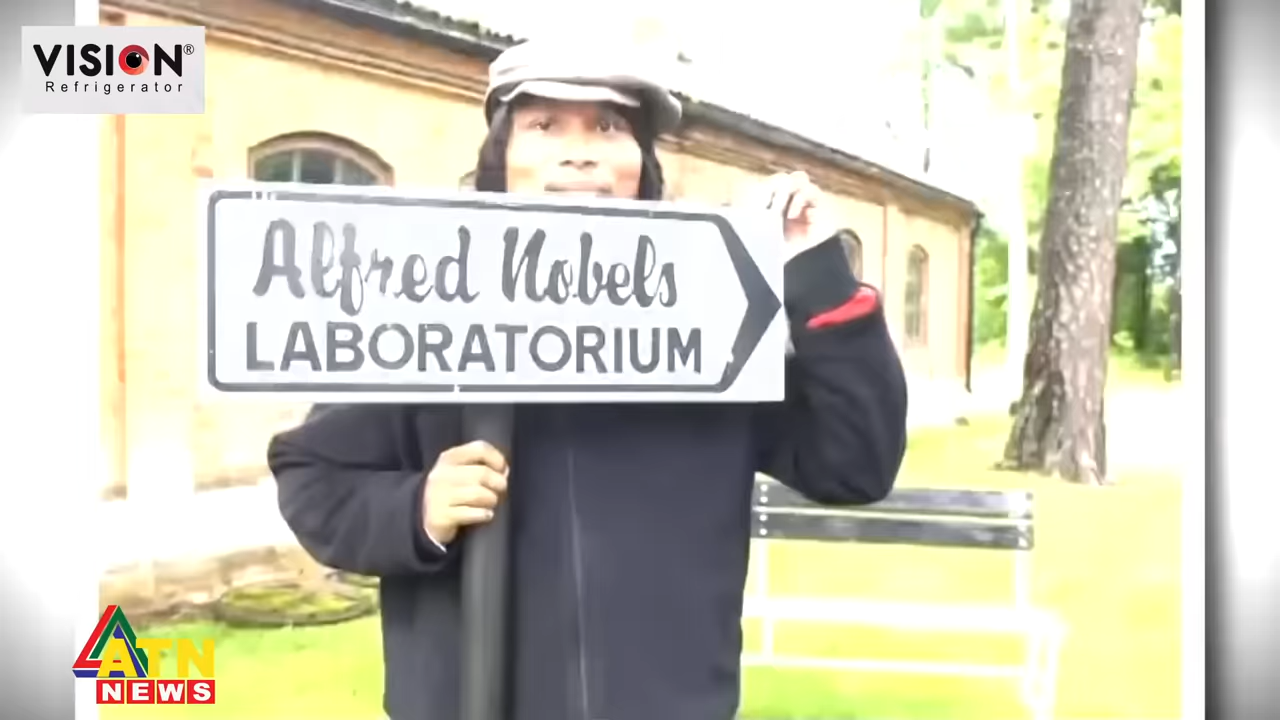 VISION®
Refrigerator
Alfred Nobels
LABORATORIUM
ATN
NEWS